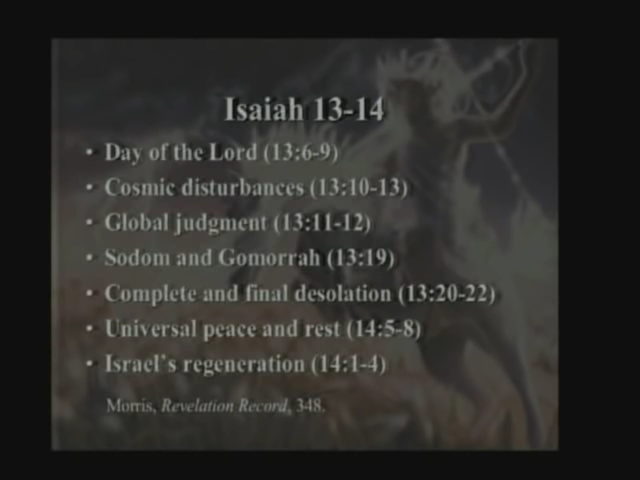 Isaiah 13-14
• Day of the Lord (13:6-9)
• Cosmic disturbances (13:10-13)
• Global judgment (13:11-12)
• Sodom and Gomorrah (13:19)
• Complete and final desolation (13:20-22)
• Universal peace and rest (14:5-8)
• Israel's regeneration (14:1-4)
Morris, Revelation Record, 348.